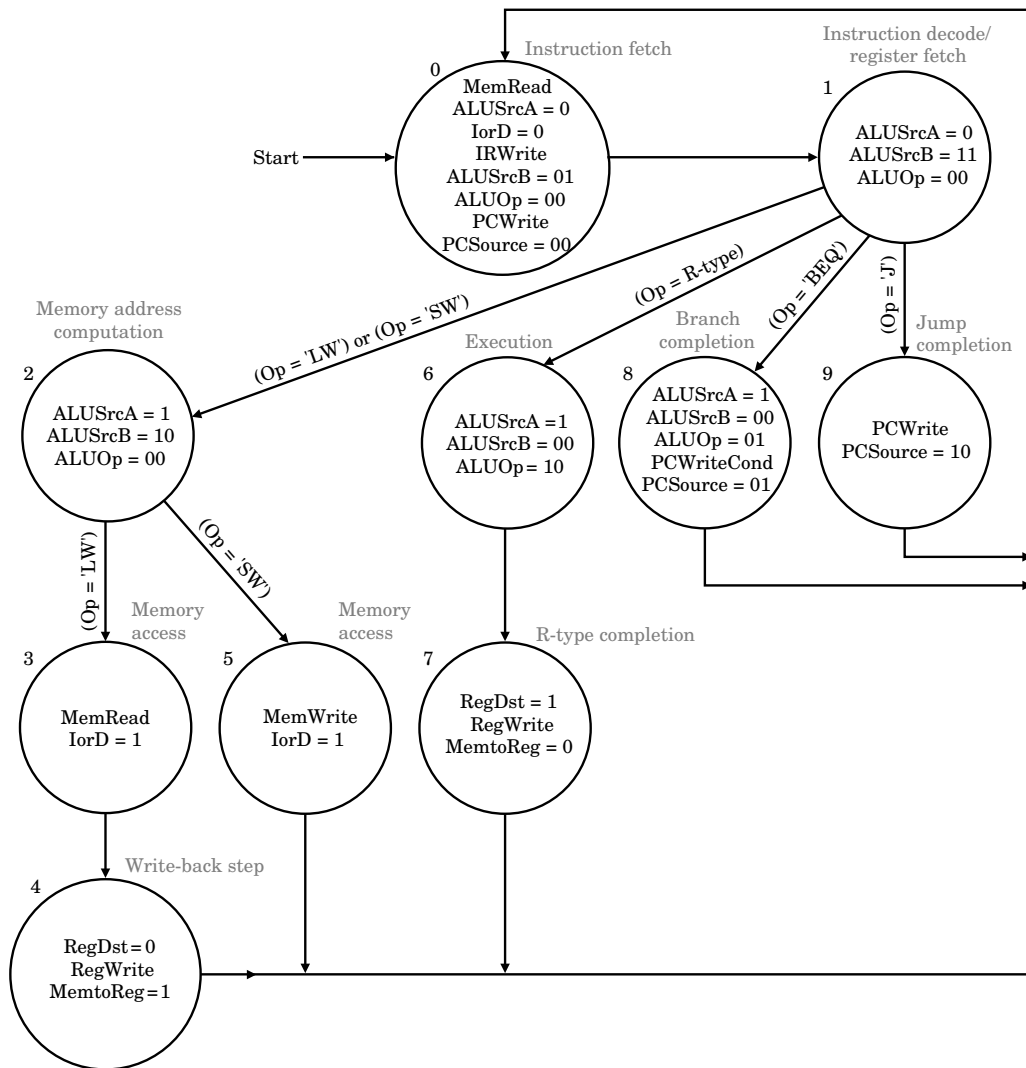 Instruction fetch
Instruction decode/
register fetch
0
MemRead
ALUSrcA = 0
IorD = 0
IRWrite
ALUSrcB = 01
ALUOp = 00
PCWrite
PCSource = 00
Start
1
ALUSrcA = 0
ALUSrcB = 11
ALUOp = 00
(Op = 'LW') or (Op = 'SW')
(Op = R-type)
(Op = 'BEQ')
(Op = 'J')
Memory address
computation
2
ALUSrcA = 1
ALUSrcB = 10
ALUOp = 00
Execution
6
ALUSrcA =1
ALUSrcB = 00
ALUOp= 10
Branch
completion
8
ALUSrcA = 1
ALUSrcB = 00
ALUOp = 01
PCWriteCond
PCSource = 01
Jump
completion
9
PCWrite
PCSource = 10
(Op = 'LW')
(Op = 'SW')
Memory
access
3
MemRead
IorD = 1
Memory
access
5
MemWrite
IorD = 1
R-type completion
7
RegDst = 1
RegWrite
MemtoReg = 0
Write-back step
4
RegDst=0
RegWrite
MemtoReg=1